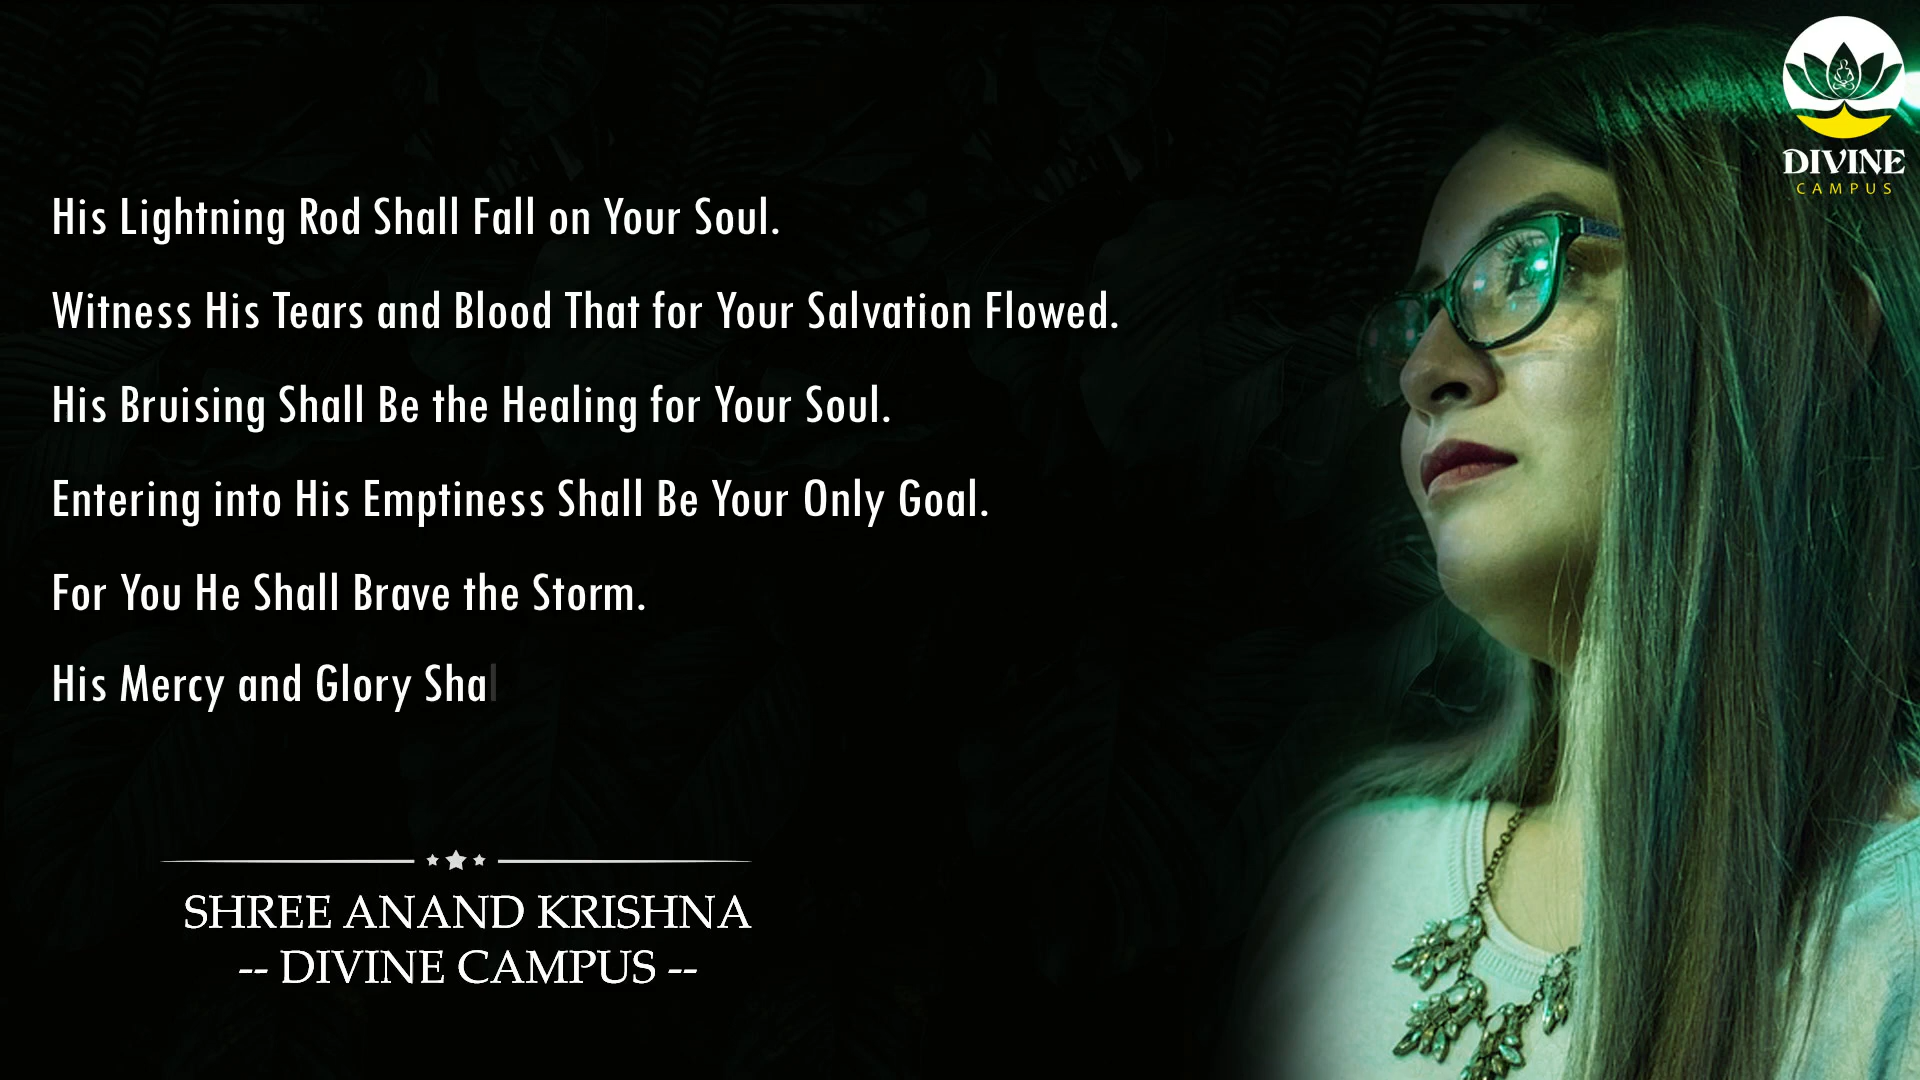 DIVINE
CAMPUS
His Lightning Rod Shall Fall on Your Soul.
Witness His Tears and Blood That for Your Salvation Flowed.
His Bruising Shall Be the Healing for Your Soul.
Entering into His Emptiness Shall Be Your Only Goal.
For You He Shall Brave the Storm.
His Mercy and Glory Shal
SHREE ANAND KRISHNA
-- DIVINE CAMPUS --